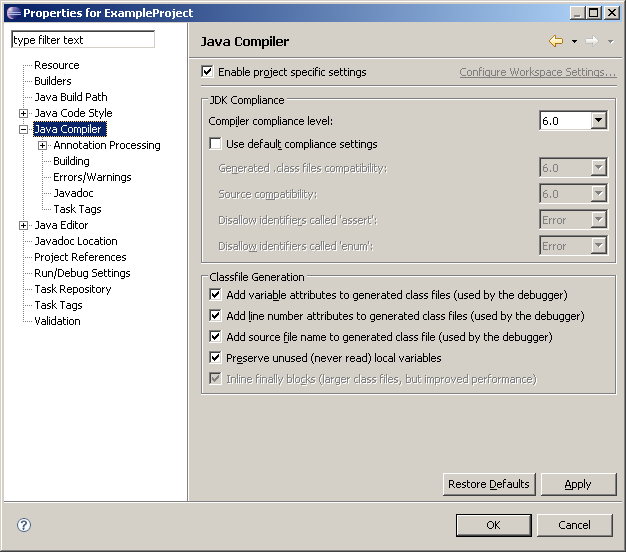 Properties for ExampleProject
type filter text
Resource
Builders
Java Build Path
Java Code Style
Java Compiler
Annotation Processing
Building
Errors/Warnings
Javadoc
Task Tags
Java Editor
Javadoc Location
Project References
Run/Debug Settings
Task Repository
Task Tags
Validation
Java Compiler
Enable project specific settings
Configure Workspace Settings...
JDK Compliance
Compiler compliance level: 6.0
Use default compliance settings
Generated .class files compatibility: 6.0
Source compatibility: 6.0
Disallow identifiers called 'assert': Error
Disallow identifiers called 'enum': Error
Classfile Generation
Add variable attributes to generated class files (used by the debugger)
Add line number attributes to generated class files (used by the debugger)
Add source file name to generated class file (used by the debugger)
Preserve unused (never read) local variables
Inline finally blocks (larger class files, but improved performance)
Restore Defaults Apply
? OK Cancel